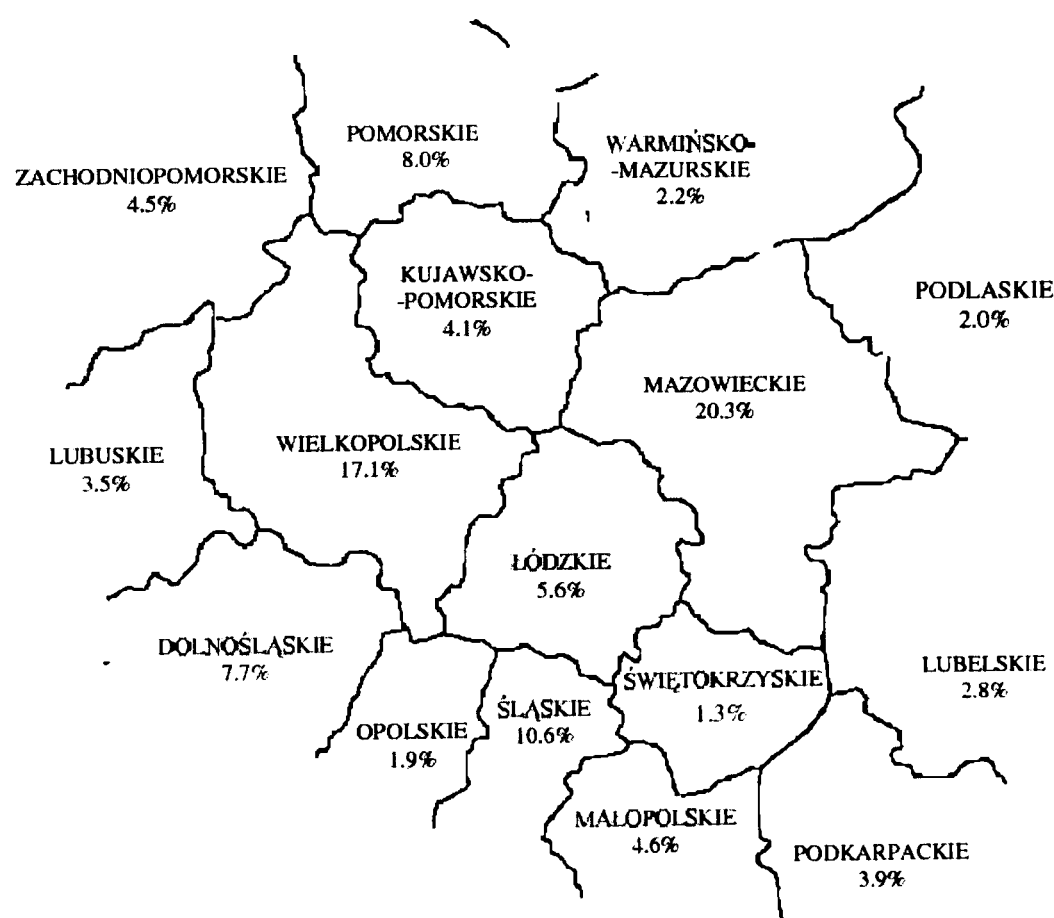 POMORSKIE
8.0%
WARMIŃSKO-
-MAZURSKIE
2.2%
ZACHODNIOPOMORSKIE
4.5%
KUJAWSKO-
-POMORSKIE
4.1%
PODLASKIE
2.0%
MAZOWIECKIE
20.3%
WIELKOPOLSKIE
17.1%
LUBUSKIE
3.5%
ŁÓDZKIE
5.6%
DOLNOŚLĄSKIE
7.7%
LUBELSKIE
2.8%
ŚWIĘTOKRZYSKIE
1.3%
ŚLĄSKIE
10.6%
OPOLSKIE
1.9%
MAŁOPOLSKIE
4.6%
PODKARPACKIE
3.9%